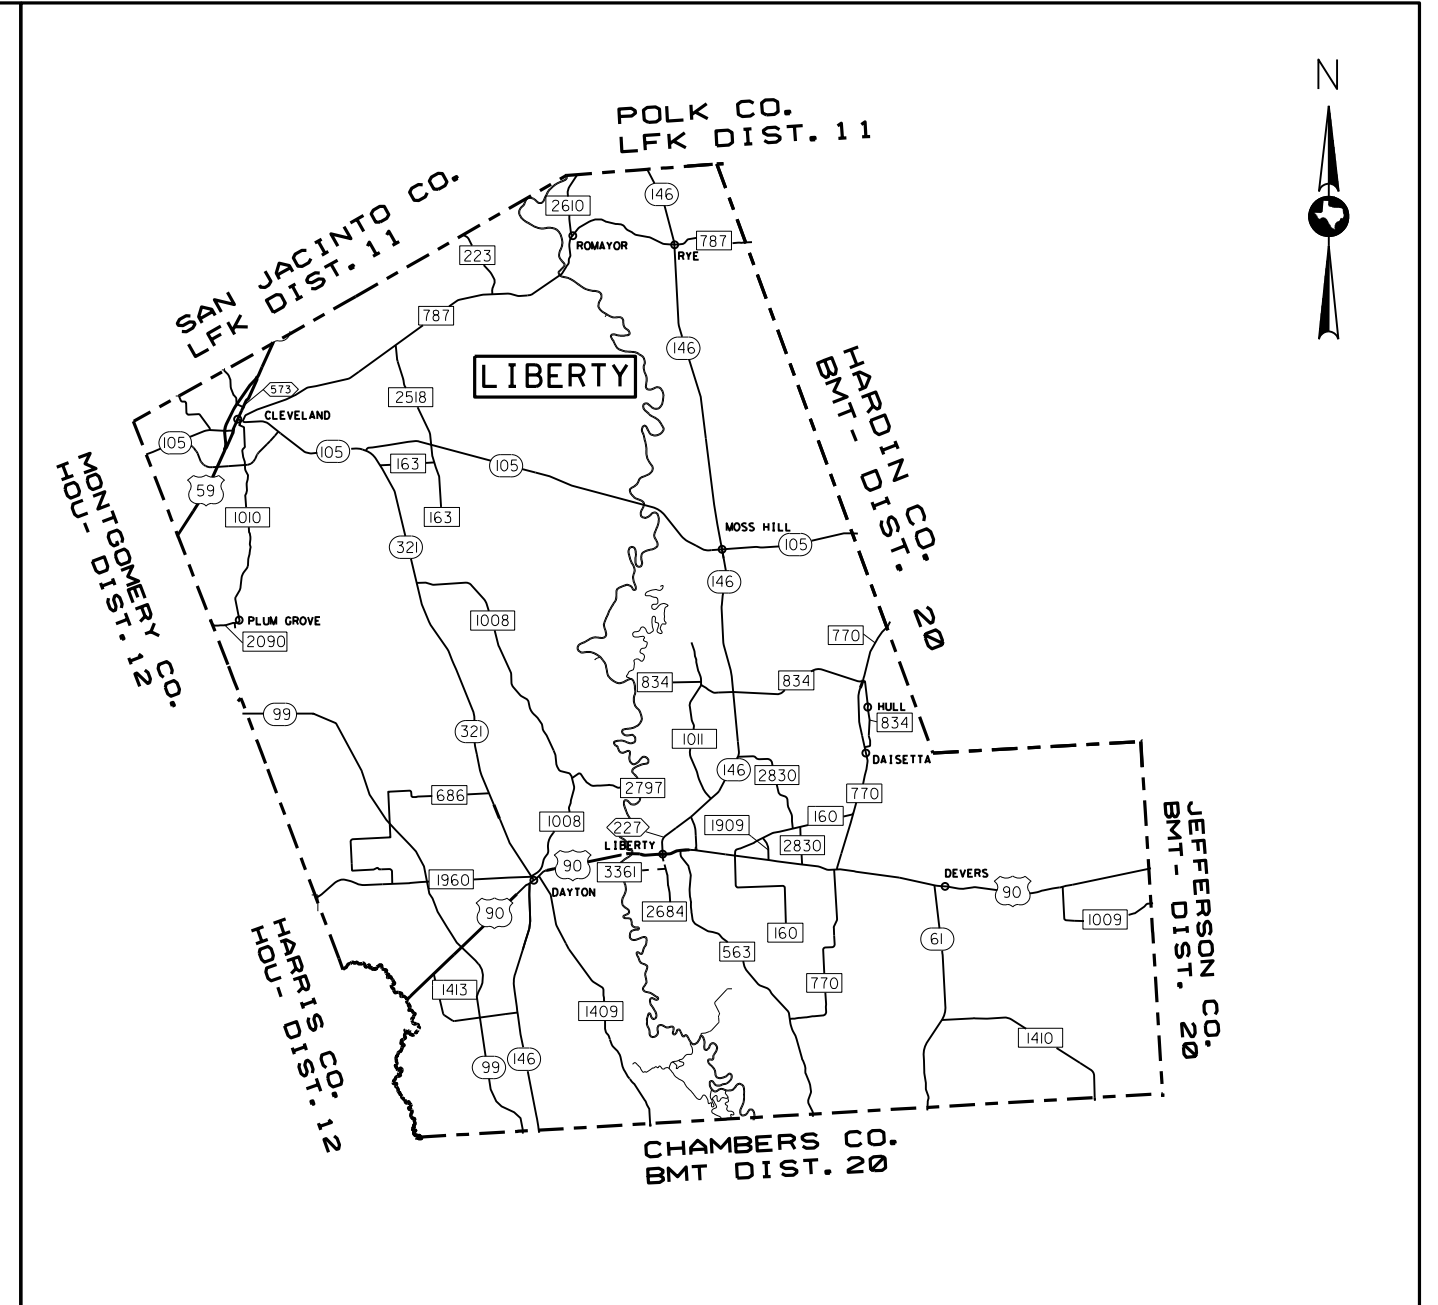 N
POLK CO.
LFK DIST. 11
SAN JACINTO CO.
LFK DIST. 11
146
2610
ROMAYOR
RYE
787
223
787
146
LIBERTY
HARDIN CO.
BMT- DIST. 20
573
CLEVELAND
2518
105
105
163
105
59
MONTGOMERY CO.
HOU- DIST. 12
1010
163
MOSS HILL
105
321
146
PLUM GROVE
2090
1008
770
834
834
99
HULL
834
321
1011
DAISETTA
146
2830
2797
686
770
JEFFERSON CO.
BMT- DIST. 20
160
1008
227
1909
LIBERTY
2830
90
3361
DEVERS
1960
DAYTON
90
90
2684
1009
160
61
HARRIS CO.
HOU- DIST. 12
563
770
1413
1409
1410
146
99
CHAMBERS CO.
BMT DIST. 20